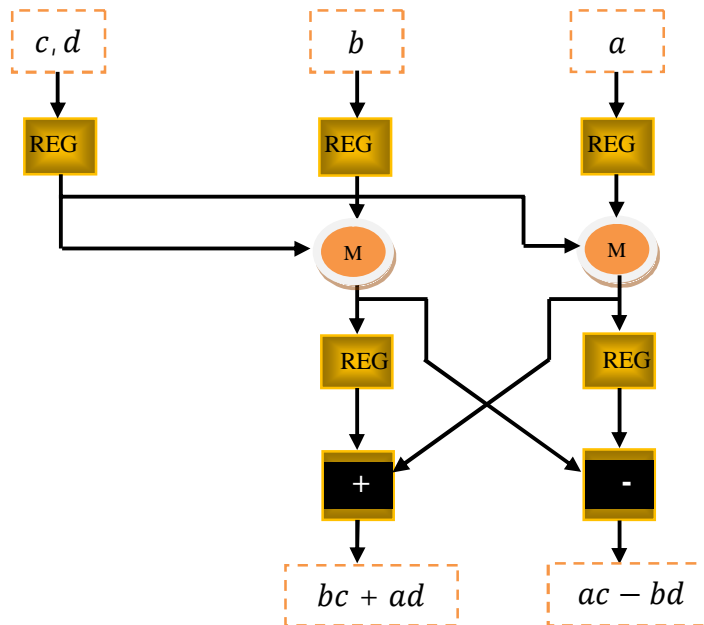 c, d b a
REG REG REG
M M
REG REG
+ -
bc + ad ac − bd